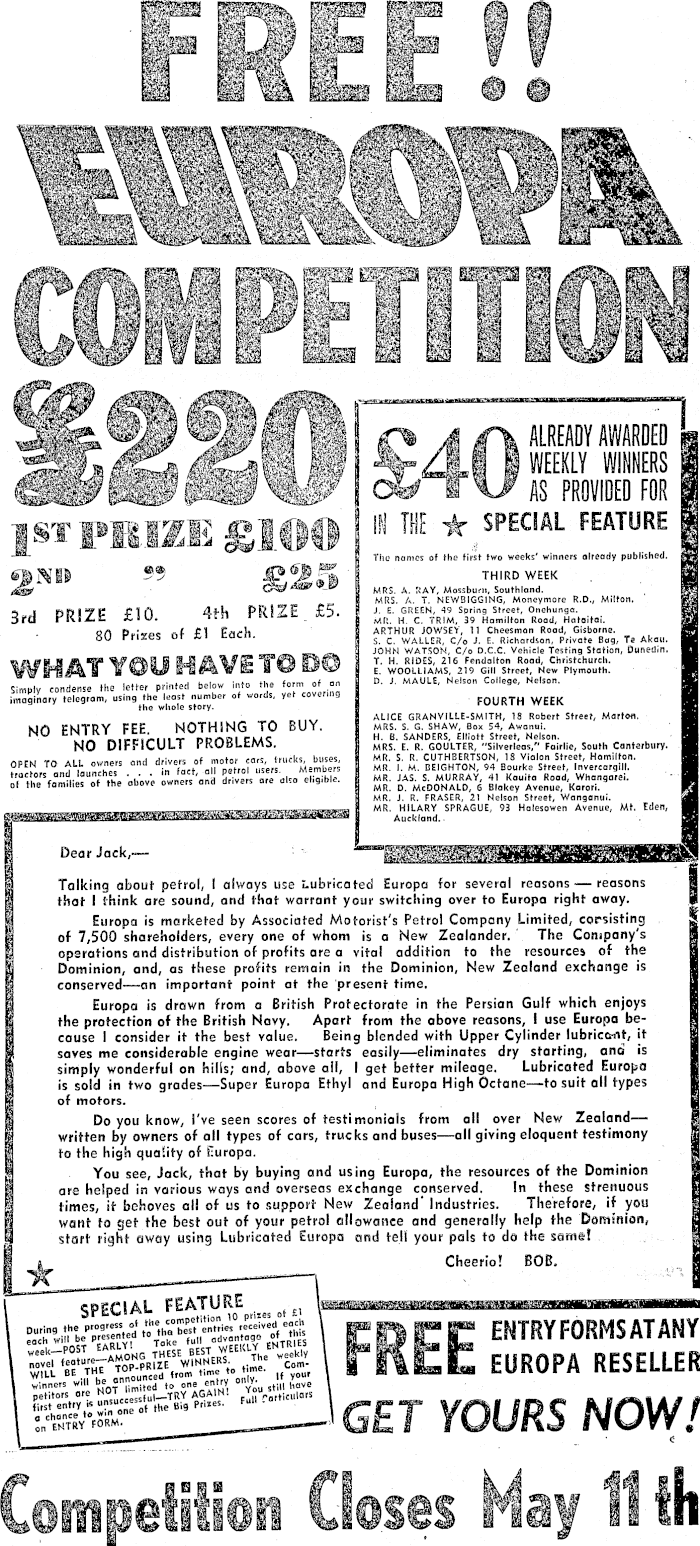 FREE!!
EUROPA
COMPETITION
£220
1ST PRIZE £100
2ND ,, £25
3rd PRIZE £10. 4th PRIZE £5.
80 Prizes of £1 Each.
WHAT YOU HAVE TO DO
Simply condense the letter printed below into the form of an
imaginary telegram, using the least number of words, yet covering
the whole story.
NO ENTRY FEE. NOTHING TO BUY.
NO DIFFICULT PROBLEMS.
OPEN TO ALL owners and drivers of motor cars, trucks, buses,
tractors and launches . . . in fact, all petrol users. Members
of the families of the above owners and drivers are also eligible.
£40 ALREADY AWARDED
WEEKLY WINNERS
AS PROVIDED FOR
IN THE ★ SPECIAL FEATURE
The names of the first two weeks' winners already published.
THIRD WEEK
MRS. A. RAY, Mossburn, Southland.
MRS. A. T. NEWBIGGING, Moneymore R.D., Milton.
J. E. GREEN, 49 Spring Street, Onehunga.
MR. H. C. TRIM, 39 Hamilton Road, Hataitai.
ARTHUR JOWSEY, 11 Cheesman Road, Gisborne.
S. C. WALLER, C/o J. E. Richardson, Private Bag, Te Akau.
JOHN WATSON, C/o D.C.C. Vehicle Testing Station, Dunedin.
T. H. RIDES, 216 Fendalton Road, Christchurch.
E. WOOLLIAMS, 219 Gill Street, New Plymouth.
D. J. MAULE, Nelson College, Nelson.
FOURTH WEEK
ALICE GRANVILLE-SMITH, 18 Robert Street, Marton.
MRS. S. G. SHAW, Box 54, Awanui.
H. B. SANDERS, Elliott Street, Nelson.
MRS. E. R. GOULTER, "Silverleas," Fairlie, South Canterbury.
MR. S. R. CUTHBERTSON, 18 Vialon Street, Hamilton.
MR. I. M. BEIGHTON, 94 Bourke Street, Invercargill.
MR. JAS. S. MURRAY, 41 Kauita Road, Whangarei.
MR. D. McDONALD, 6 Blakey Avenue, Karori.
MR. J. R. FRASER, 21 Nelson Street, Wanganui.
MR. HILARY SPRAGUE, 93 Halesowen Avenue, Mt. Eden,
Auckland.
Dear Jack,—
Talking about petrol, I always use Lubricated Europa for several reasons — reasons
that I think are sound, and that warrant your switching over to Europa right away.
Europa is marketed by Associated Motorist's Petrol Company Limited, consisting
of 7,500 shareholders, every one of whom is a New Zealander. The Company's
operations and distribution of profits are a vital addition to the resources of the
Dominion, and, as these profits remain in the Dominion, New Zealand exchange is
conserved—an important point at the present time.
Europa is drawn from a British Protectorate in the Persian Gulf which enjoys
the protection of the British Navy. Apart from the above reasons, I use Europa be-
cause I consider it the best value. Being blended with Upper Cylinder lubricant, it
saves me considerable engine wear—starts easily—eliminates dry starting, and is
simply wonderful on hills; and, above all, I get better mileage. Lubricated Europa
is sold in two grades—Super Europa Ethyl and Europa High Octane—to suit all types
of motors.
Do you know, I've seen scores of testimonials from all over New Zealand—
written by owners of all types of cars, trucks and buses—all giving eloquent testimony
to the high quality of Europa.
You see, Jack, that by buying and using Europa, the resources of the Dominion
are helped in various ways and overseas exchange conserved. In these strenuous
times, it behoves all of us to support New Zealand Industries. Therefore, if you
want to get the best out of your petrol allowance and generally help the Dominion,
start right away using Lubricated Europa and tell your pals to do the same!
Cheerio! BOB.
★
SPECIAL FEATURE
During the progress of the competition 10 prizes of £1
each will be presented to the best entries received each
week—POST EARLY! Take full advantage of this
novel feature—AMONG THESE BEST WEEKLY ENTRIES
WILL BE THE TOP-PRIZE WINNERS. The weekly
winners will be announced from time to time. Com-
petitors are NOT limited to one entry only. If your
first entry is unsuccessful—TRY AGAIN! You still have
a chance to win one of the Big Prizes. Full Particulars
on ENTRY FORM.
FREE ENTRY FORMS AT ANY
EUROPA RESELLER
GET YOURS NOW!
Competition Closes May 11th